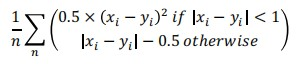 1/n ∑_n (0.5 × (x_i − y_i)² if |x_i − y_i| < 1
|x_i − y_i| − 0.5 otherwise)